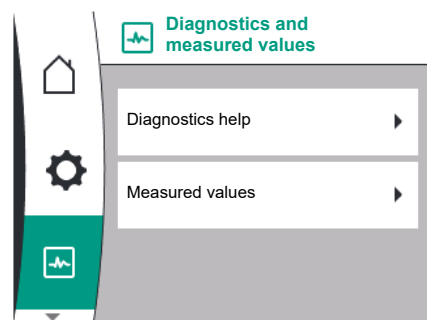 Diagnostics and
measured values
Diagnostics help
Measured values